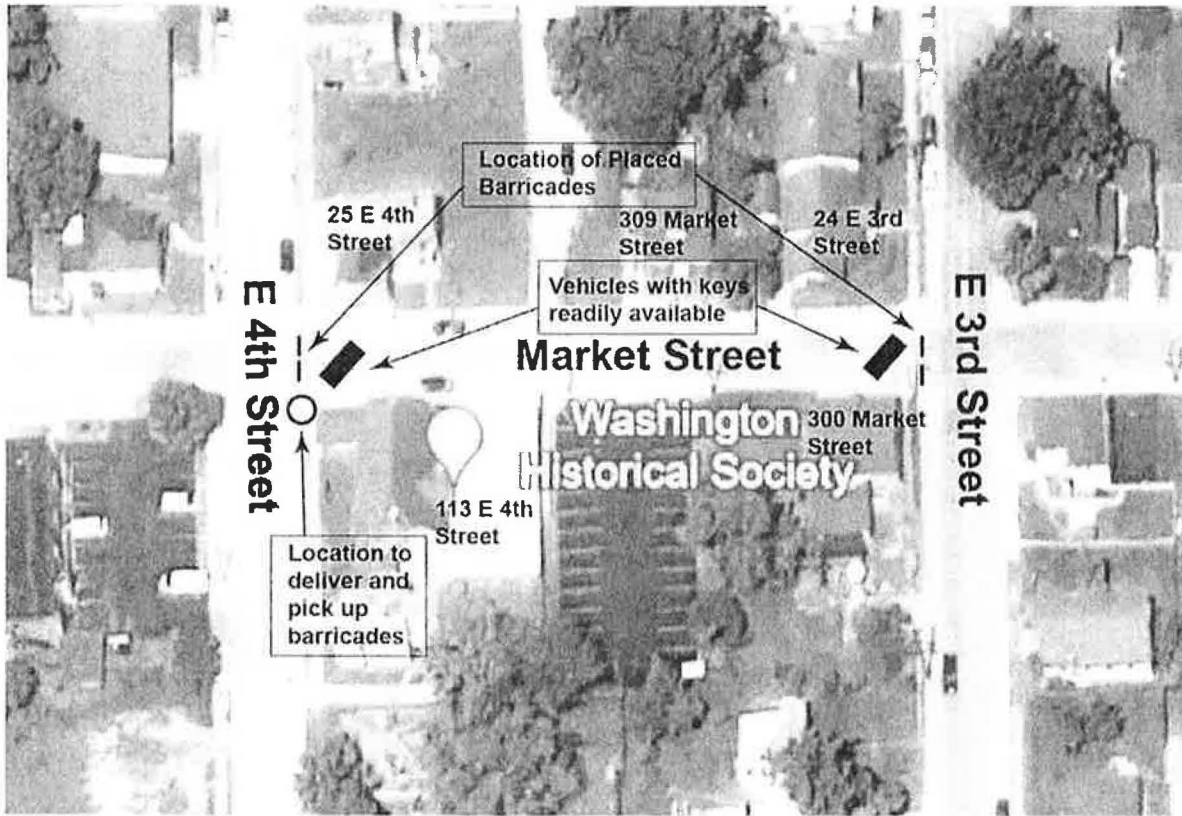 Location of Placed
Barricades
25 E 4th
Street
309 Market
Street
24 E 3rd
Street
Vehicles with keys
readily available
E 4th Street
Market Street
E 3rd Street
Washington
Historical Society
300 Market
Street
113 E 4th
Street
Location to
deliver and
pick up
barricades